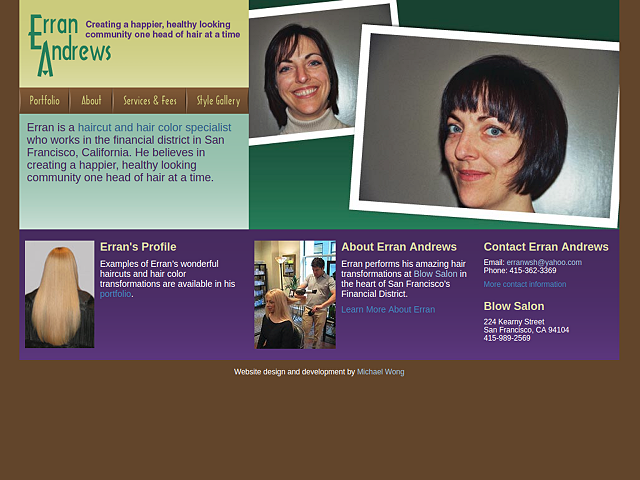 Erran Andrews
Creating a happier, healthy looking
community one head of hair at a time
Portfolio
About
Services & Fees
Style Gallery
Erran is a haircut and hair color specialist
who works in the financial district in San
Francisco, California. He believes in
creating a happier, healthy looking
community one head of hair at a time.
Erran's Profile
Examples of Erran's wonderful
haircuts and hair color
transformations are available in his
portfolio.
About Erran Andrews
Erran performs his amazing hair
transformations at Blow Salon in
the heart of San Francisco's
Financial District.
Learn More About Erran
Contact Erran Andrews
Email: erranwsh@yahoo.com
Phone: 415-362-3369
More contact information
Blow Salon
224 Kearny Street
San Francisco, CA 94104
415-989-2569
Website design and development by Michael Wong